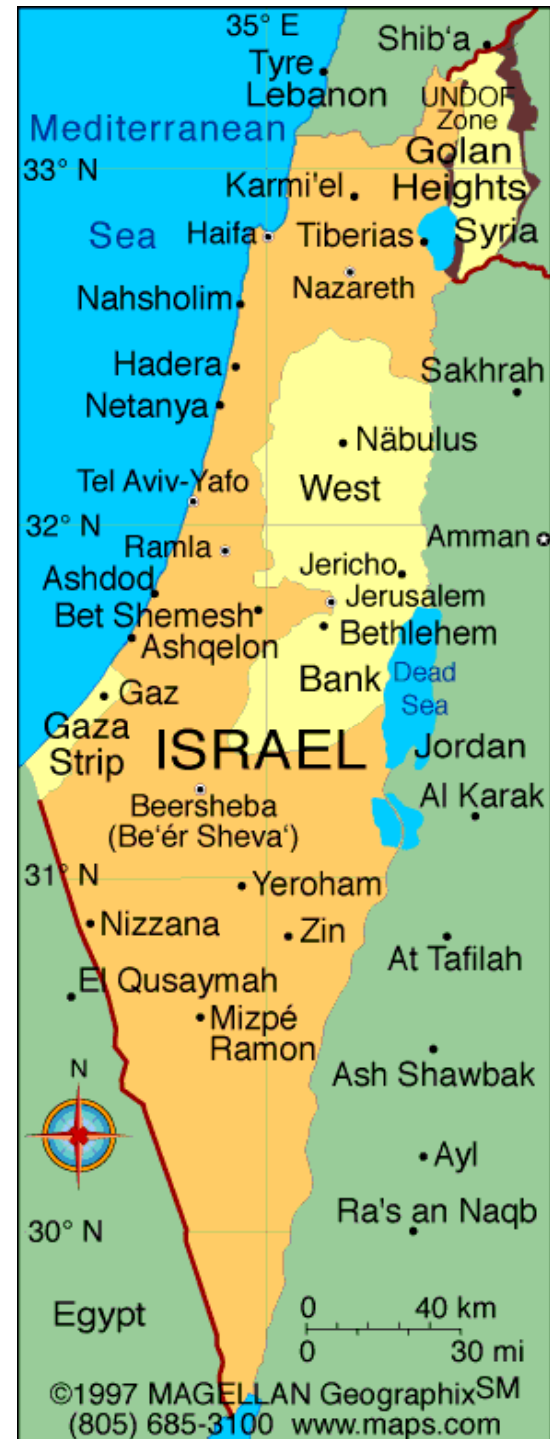 35° E
Shib'a
Tyre
Lebanon
UNDOF
Zone
Mediterranean
33° N
Golan
Karmi'el
Heights
Sea
Haifa
Tiberias
Syria
Nazareth
Nahsholim
Hadera
Sakhrah
Netanya
Näbulus
Tel Aviv-Yafo
West
32° N
Ramla
Amman
Jericho
Ashdod
Jerusalem
Bet Shemesh
Bethlehem
Ashqelon
Bank
Dead
Sea
Gaz
Gaza
Strip
ISRAEL
Jordan
Beersheba
(Be'ér Sheva')
Al Karak
31° N
Yeroham
Nizzana
Zin
At Tafilah
El Qusaymah
Mizpé
Ramon
N
Ash Shawbak
Ayl
Ra's an Naqb
30° N
Egypt
0 40 km
0 30 mi
©1997 MAGELLAN GeographixSM
(805) 685-3100 www.maps.com